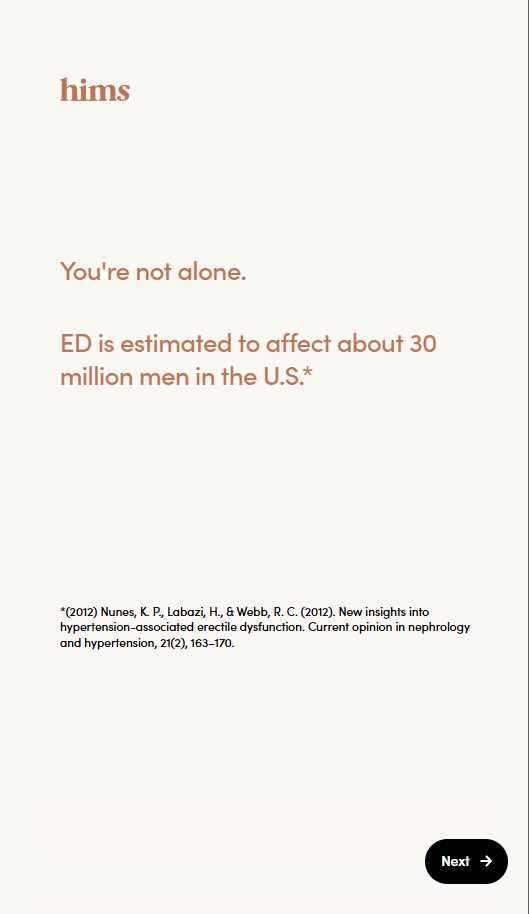 hims
You're not alone.
ED is estimated to affect about 30
million men in the U.S.*
*(2012) Nunes, K. P., Labazi, H., & Webb, R. C. (2012). New insights into
hypertension-associated erectile dysfunction. Current opinion in nephrology
and hypertension, 21(2), 163–170.
Next →